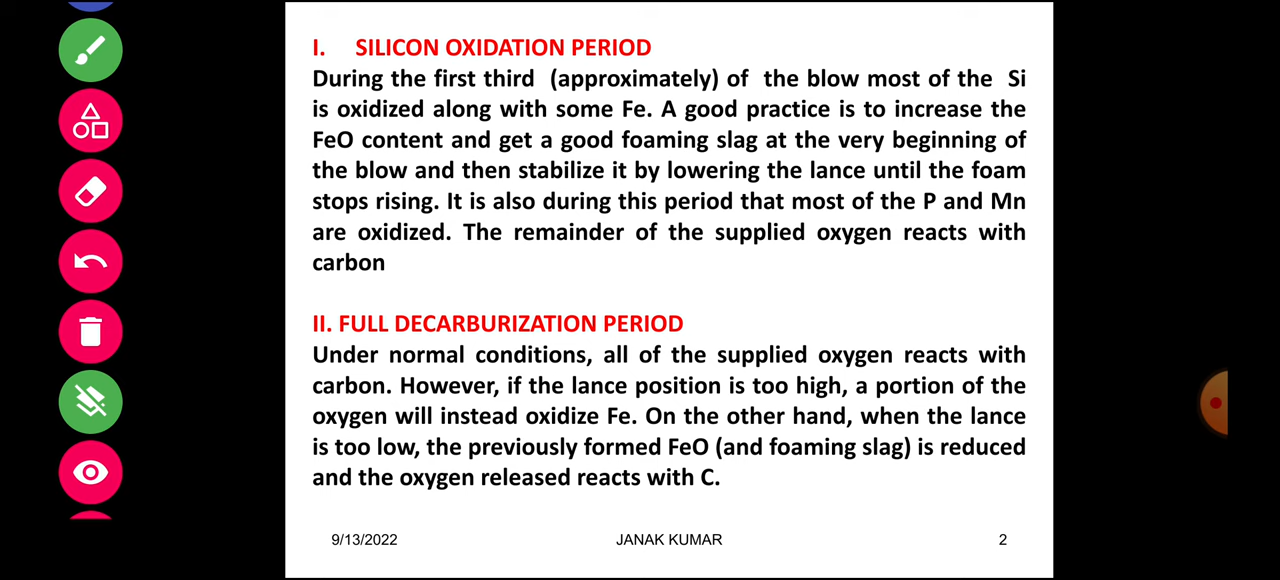 I. SILICON OXIDATION PERIOD
During the first third (approximately) of the blow most of the Si
is oxidized along with some Fe. A good practice is to increase the
FeO content and get a good foaming slag at the very beginning of
the blow and then stabilize it by lowering the lance until the foam
stops rising. It is also during this period that most of the P and Mn
are oxidized. The remainder of the supplied oxygen reacts with
carbon
II. FULL DECARBURIZATION PERIOD
Under normal conditions, all of the supplied oxygen reacts with
carbon. However, if the lance position is too high, a portion of the
oxygen will instead oxidize Fe. On the other hand, when the lance
is too low, the previously formed FeO (and foaming slag) is reduced
and the oxygen released reacts with C.
9/13/2022 JANAK KUMAR 2